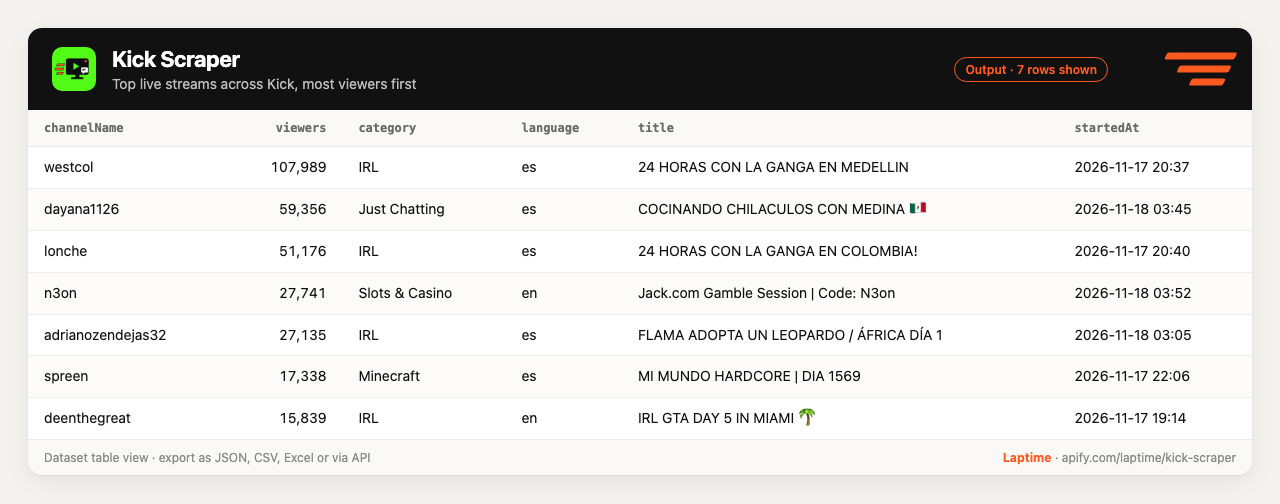 Kick Scraper
Top live streams across Kick, most viewers first
Output · 7 rows shown
channelName viewers category language title startedAt
westcol 107,989 IRL es 24 HORAS CON LA GANGA EN MEDELLIN 2026-11-17 20:37
dayana1126 59,356 Just Chatting es COCINANDO CHILACULOS CON MEDINA 🇲🇽 2026-11-18 03:45
lonche 51,176 IRL es 24 HORAS CON LA GANGA EN COLOMBIA! 2026-11-17 20:40
n3on 27,741 Slots & Casino en Jack.com Gamble Session | Code: N3on 2026-11-18 03:52
adrianozendejas32 27,135 IRL es FLAMA ADOPTA UN LEOPARDO / ÁFRICA DÍA 1 2026-11-18 03:05
spreen 17,338 Minecraft es MI MUNDO HARDCORE | DIA 1569 2026-11-17 22:06
deenthegreat 15,839 IRL en IRL GTA DAY 5 IN MIAMI 🌴 2026-11-17 19:14
Dataset table view · export as JSON, CSV, Excel or via API
Laptime · apify.com/laptime/kick-scraper